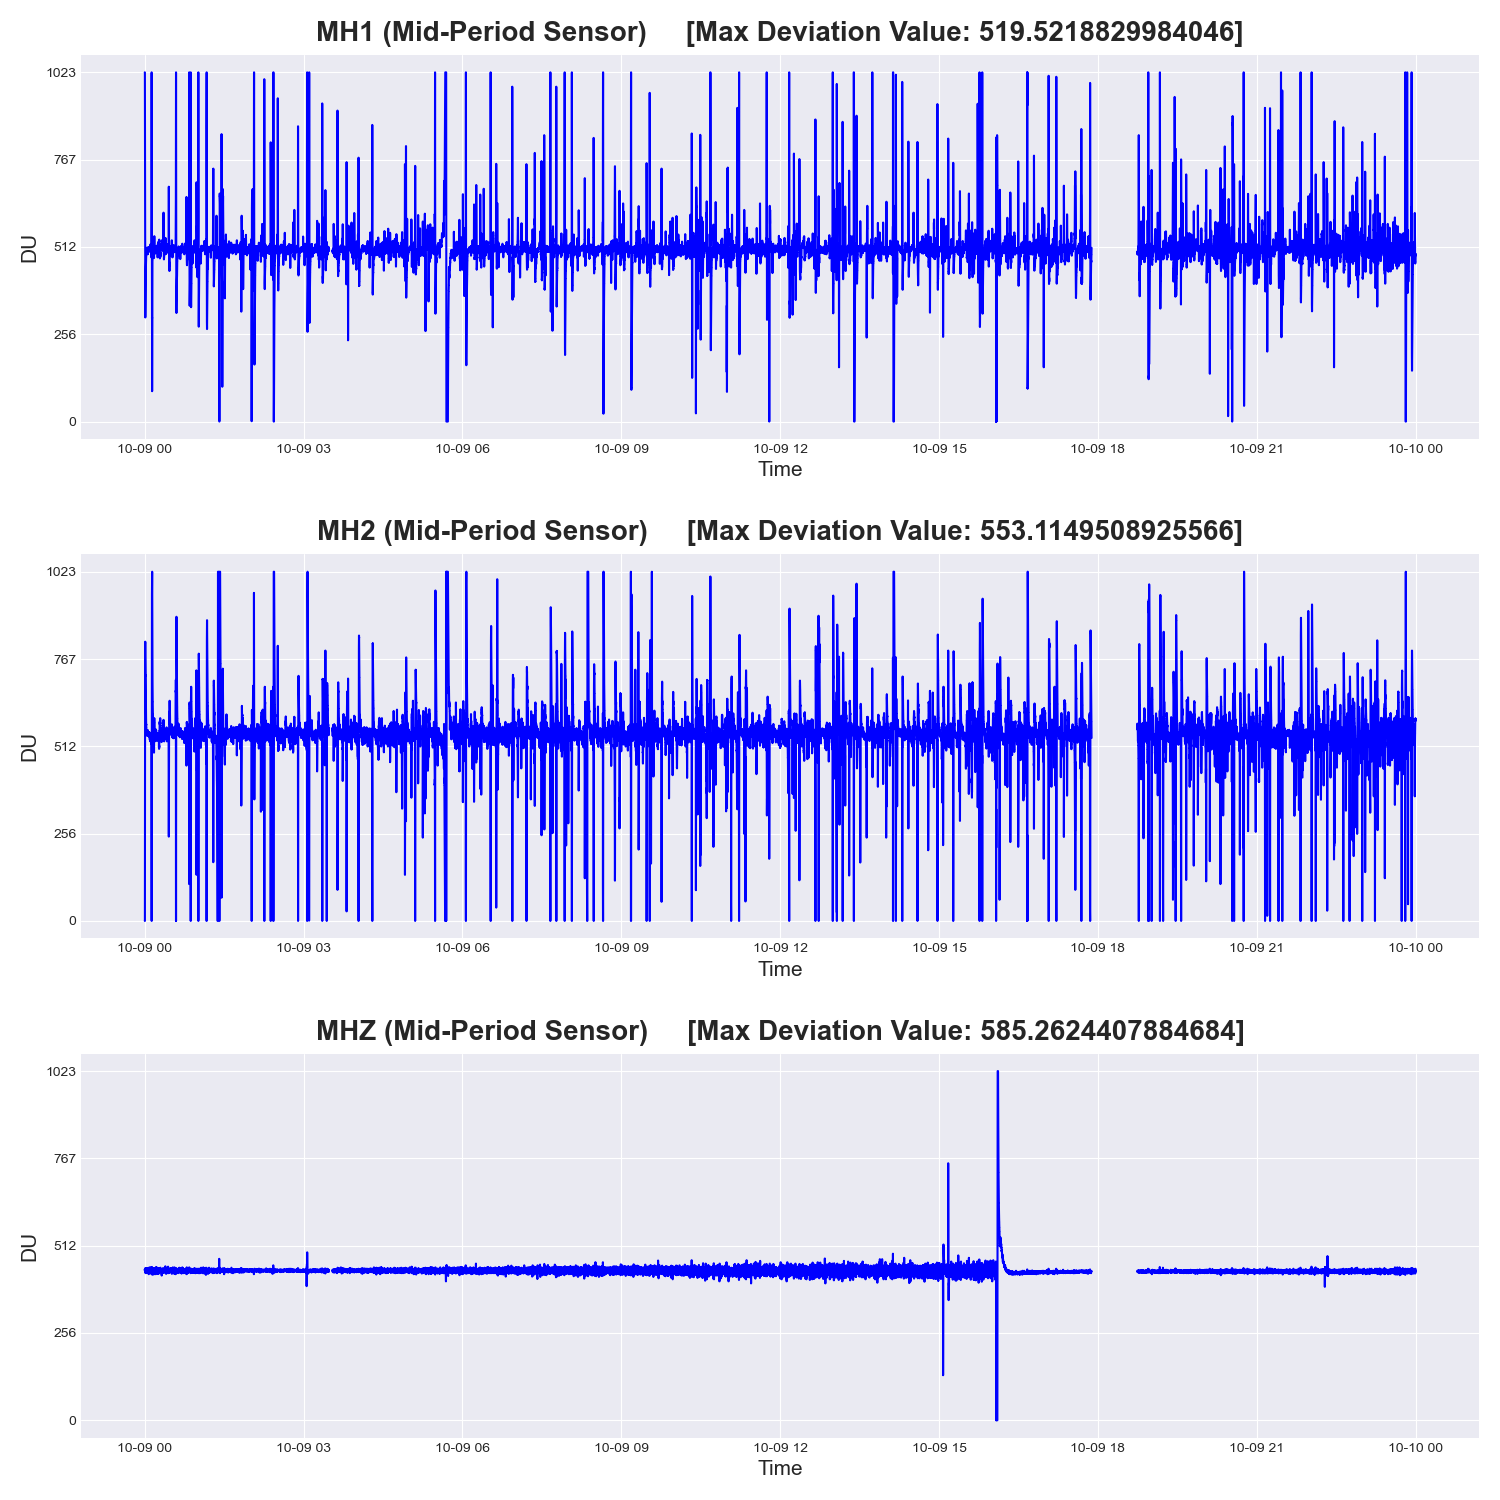 MH1 (Mid-Period Sensor) [Max Deviation Value: 519.5218829984046]
1023
767
512
256
0
DU
10-09 00 10-09 03 10-09 06 10-09 09 10-09 12 10-09 15 10-09 18 10-09 21 10-10 00
Time
MH2 (Mid-Period Sensor) [Max Deviation Value: 553.1149508925566]
1023
767
512
256
0
DU
10-09 00 10-09 03 10-09 06 10-09 09 10-09 12 10-09 15 10-09 18 10-09 21 10-10 00
Time
MHZ (Mid-Period Sensor) [Max Deviation Value: 585.2624407884684]
1023
767
512
256
0
DU
10-09 00 10-09 03 10-09 06 10-09 09 10-09 12 10-09 15 10-09 18 10-09 21 10-10 00
Time